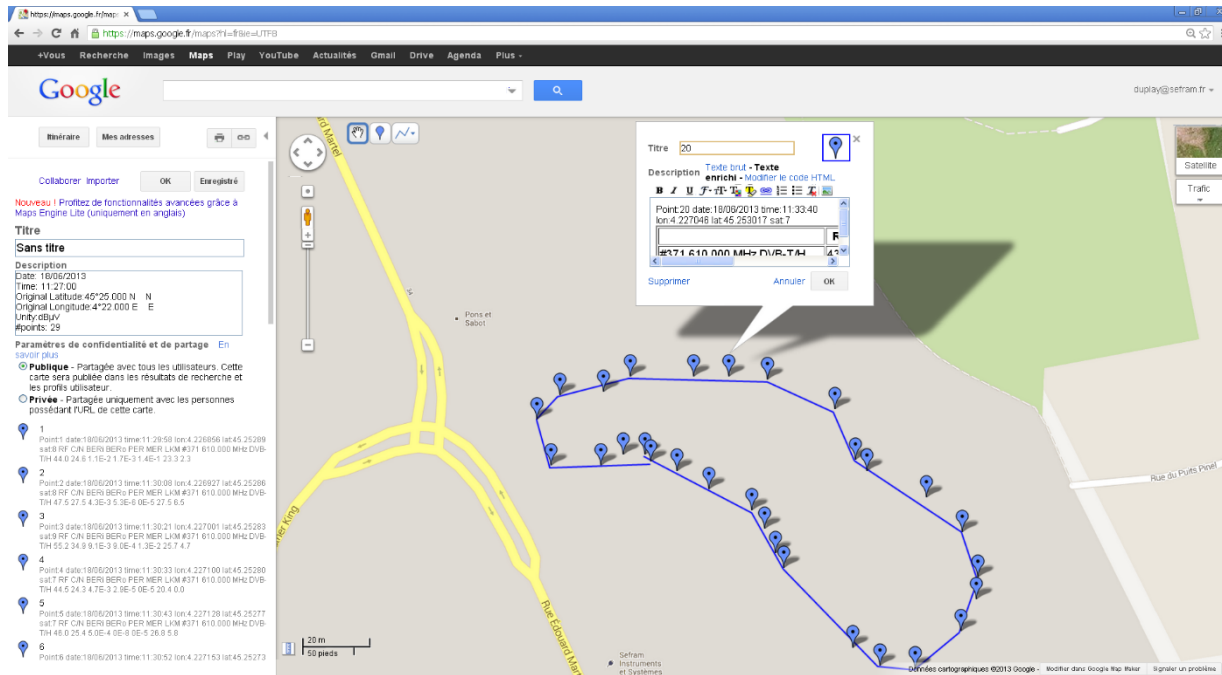 https://maps.google.fr/map
https://maps.google.fr/maps?hl=fr&ie=UTF8
+Vous Recherche Images Maps Play YouTube Actualités Gmail Drive Agenda Plus
Google
duplay@sefram.fr
Itinéraire Mes adresses
Collaborer Importer OK Enregistré
Nouveau ! Profitez de fonctionnalités avancées grâce à
Maps Engine Lite (uniquement en anglais)
Titre
Sans titre
Description
Date: 18/06/2013
Time: 11:27:00
Original Latitude:45°25.000 N N
Original Longitude:4°22.000 E E
Unity:dBµV
#points: 29
Paramètres de confidentialité et de partage En
savoir plus
Publique - Partagée avec tous les utilisateurs. Cette
carte sera publiée dans les résultats de recherche et
les profils utilisateur.
Privée - Partagée uniquement avec les personnes
possédant l'URL de cette carte.
1
Point:1 date:18/06/2013 time:11:29:58 lon:4.226856 lat:45.25289
sat:8 RF C/N BERi BERo PER MER LKM #371 610.000 MHz DVB-
T/H 44.0 24.6 1.1E-2 1.7E-3 1.4E-1 23.3 2.3
2
Point:2 date:18/06/2013 time:11:30:08 lon:4.226927 lat:45.25286
sat:8 RF C/N BERi BERo PER MER LKM #371 610.000 MHz DVB-
T/H 47.5 27.5 4.3E-3 5.3E-6 0E-5 27.5 6.5
3
Point:3 date:18/06/2013 time:11:30:21 lon:4.227001 lat:45.25283
sat:9 RF C/N BERi BERo PER MER LKM #371 610.000 MHz DVB-
T/H 55.2 34.8 9.1E-3 9.0E-4 1.3E-2 25.7 4.7
4
Point:4 date:18/06/2013 time:11:30:33 lon:4.227100 lat:45.25280
sat:7 RF C/N BERi BERo PER MER LKM #371 610.000 MHz DVB-
T/H 44.5 24.3 4.7E-3 2.8E-5 0E-5 20.4 0.0
5
Point:5 date:18/06/2013 time:11:30:43 lon:4.227128 lat:45.25277
sat:7 RF C/N BERi BERo PER MER LKM #371 610.000 MHz DVB-
T/H 46.0 25.4 5.0E-4 0E-8 0E-5 26.8 5.8
6
Point:6 date:18/06/2013 time:11:30:52 lon:4.227153 lat:45.25273
Titre 20
Description Texte brut - Texte
enrichi - Modifier le code HTML
Point:20 date:18/06/2013 time:11:33:40
lon:4.227046 lat:45.253017 sat:7
R
#371 610.000 MHz DVB-T/H
Supprimer Annuler OK
Satellite
Trafic
Pons et
Sabot
Rue du Puits Pinel
Rue Edouard Mar
ard Martel
er King
20 m
50 pieds
Sefram
Instruments
et Systèmes
Données cartographiques ©2013 Google - Modifier dans Google Map Maker Signaler un problème